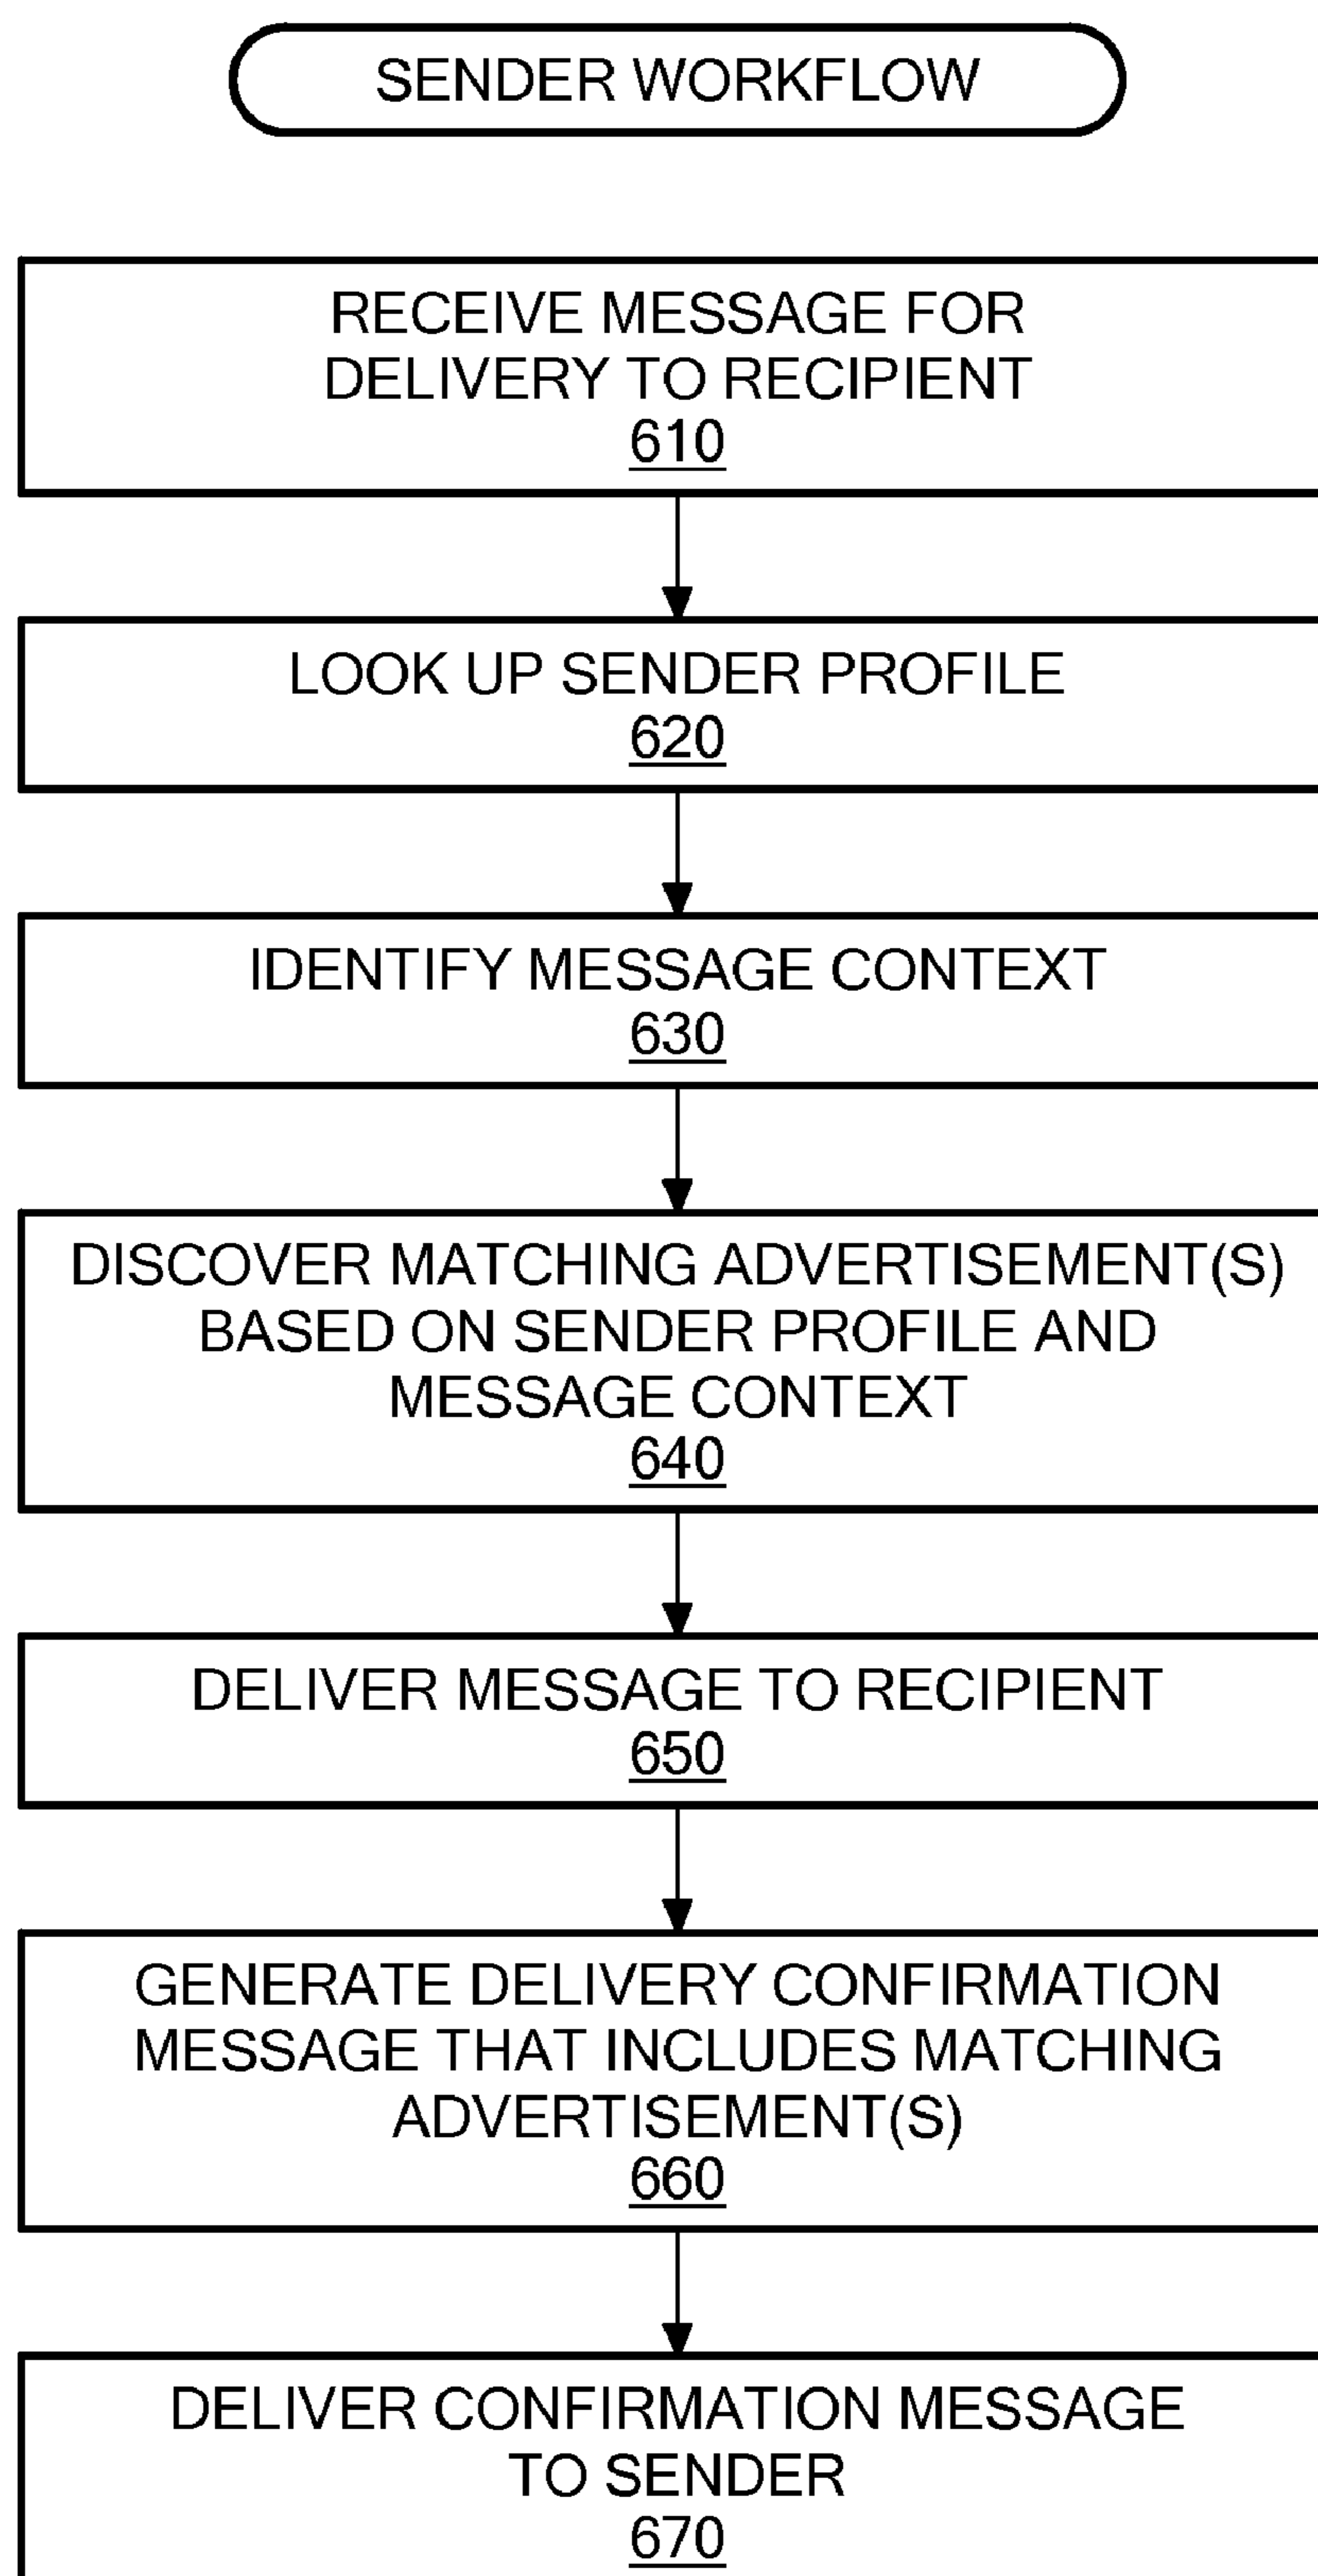 SENDER WORKFLOW
RECEIVE MESSAGE FOR
DELIVERY TO RECIPIENT
610
LOOK UP SENDER PROFILE
620
IDENTIFY MESSAGE CONTEXT
630
DISCOVER MATCHING ADVERTISEMENT(S)
BASED ON SENDER PROFILE AND
MESSAGE CONTEXT
640
DELIVER MESSAGE TO RECIPIENT
650
GENERATE DELIVERY CONFIRMATION
MESSAGE THAT INCLUDES MATCHING
ADVERTISEMENT(S)
660
DELIVER CONFIRMATION MESSAGE
TO SENDER
670